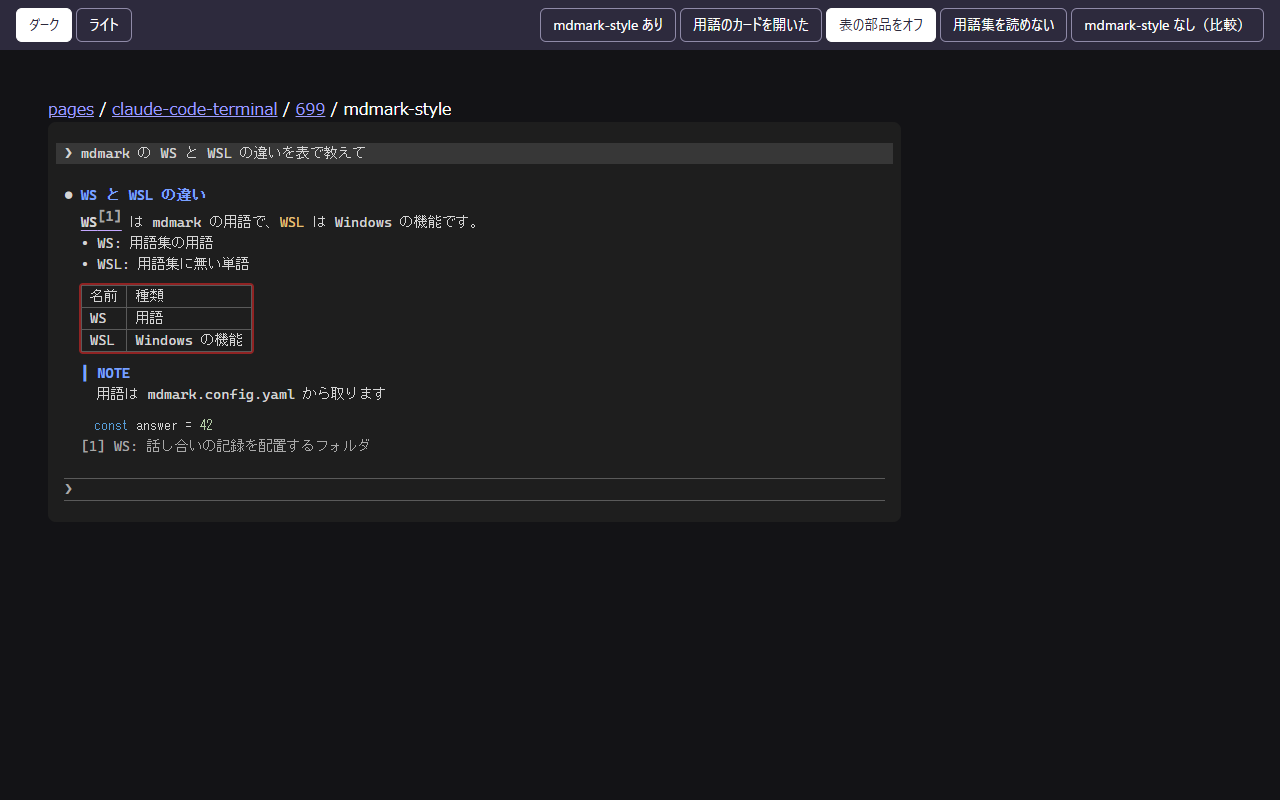 ダーク ライト mdmark-style あり 用語のカードを開いた 表の部品をオフ 用語集を読めない mdmark-style なし（比較）
pages / claude-code-terminal / 699 / mdmark-style
❯ mdmark の WS と WSL の違いを表で教えて
● WS と WSL の違い
WS[1] は mdmark の用語で、WSL は Windows の機能です。
• WS: 用語集の用語
• WSL: 用語集に無い単語
名前 種類
WS 用語
WSL Windows の機能
NOTE
用語は mdmark.config.yaml から取ります
const answer = 42
[1] WS: 話し合いの記録を配置するフォルダ
❯